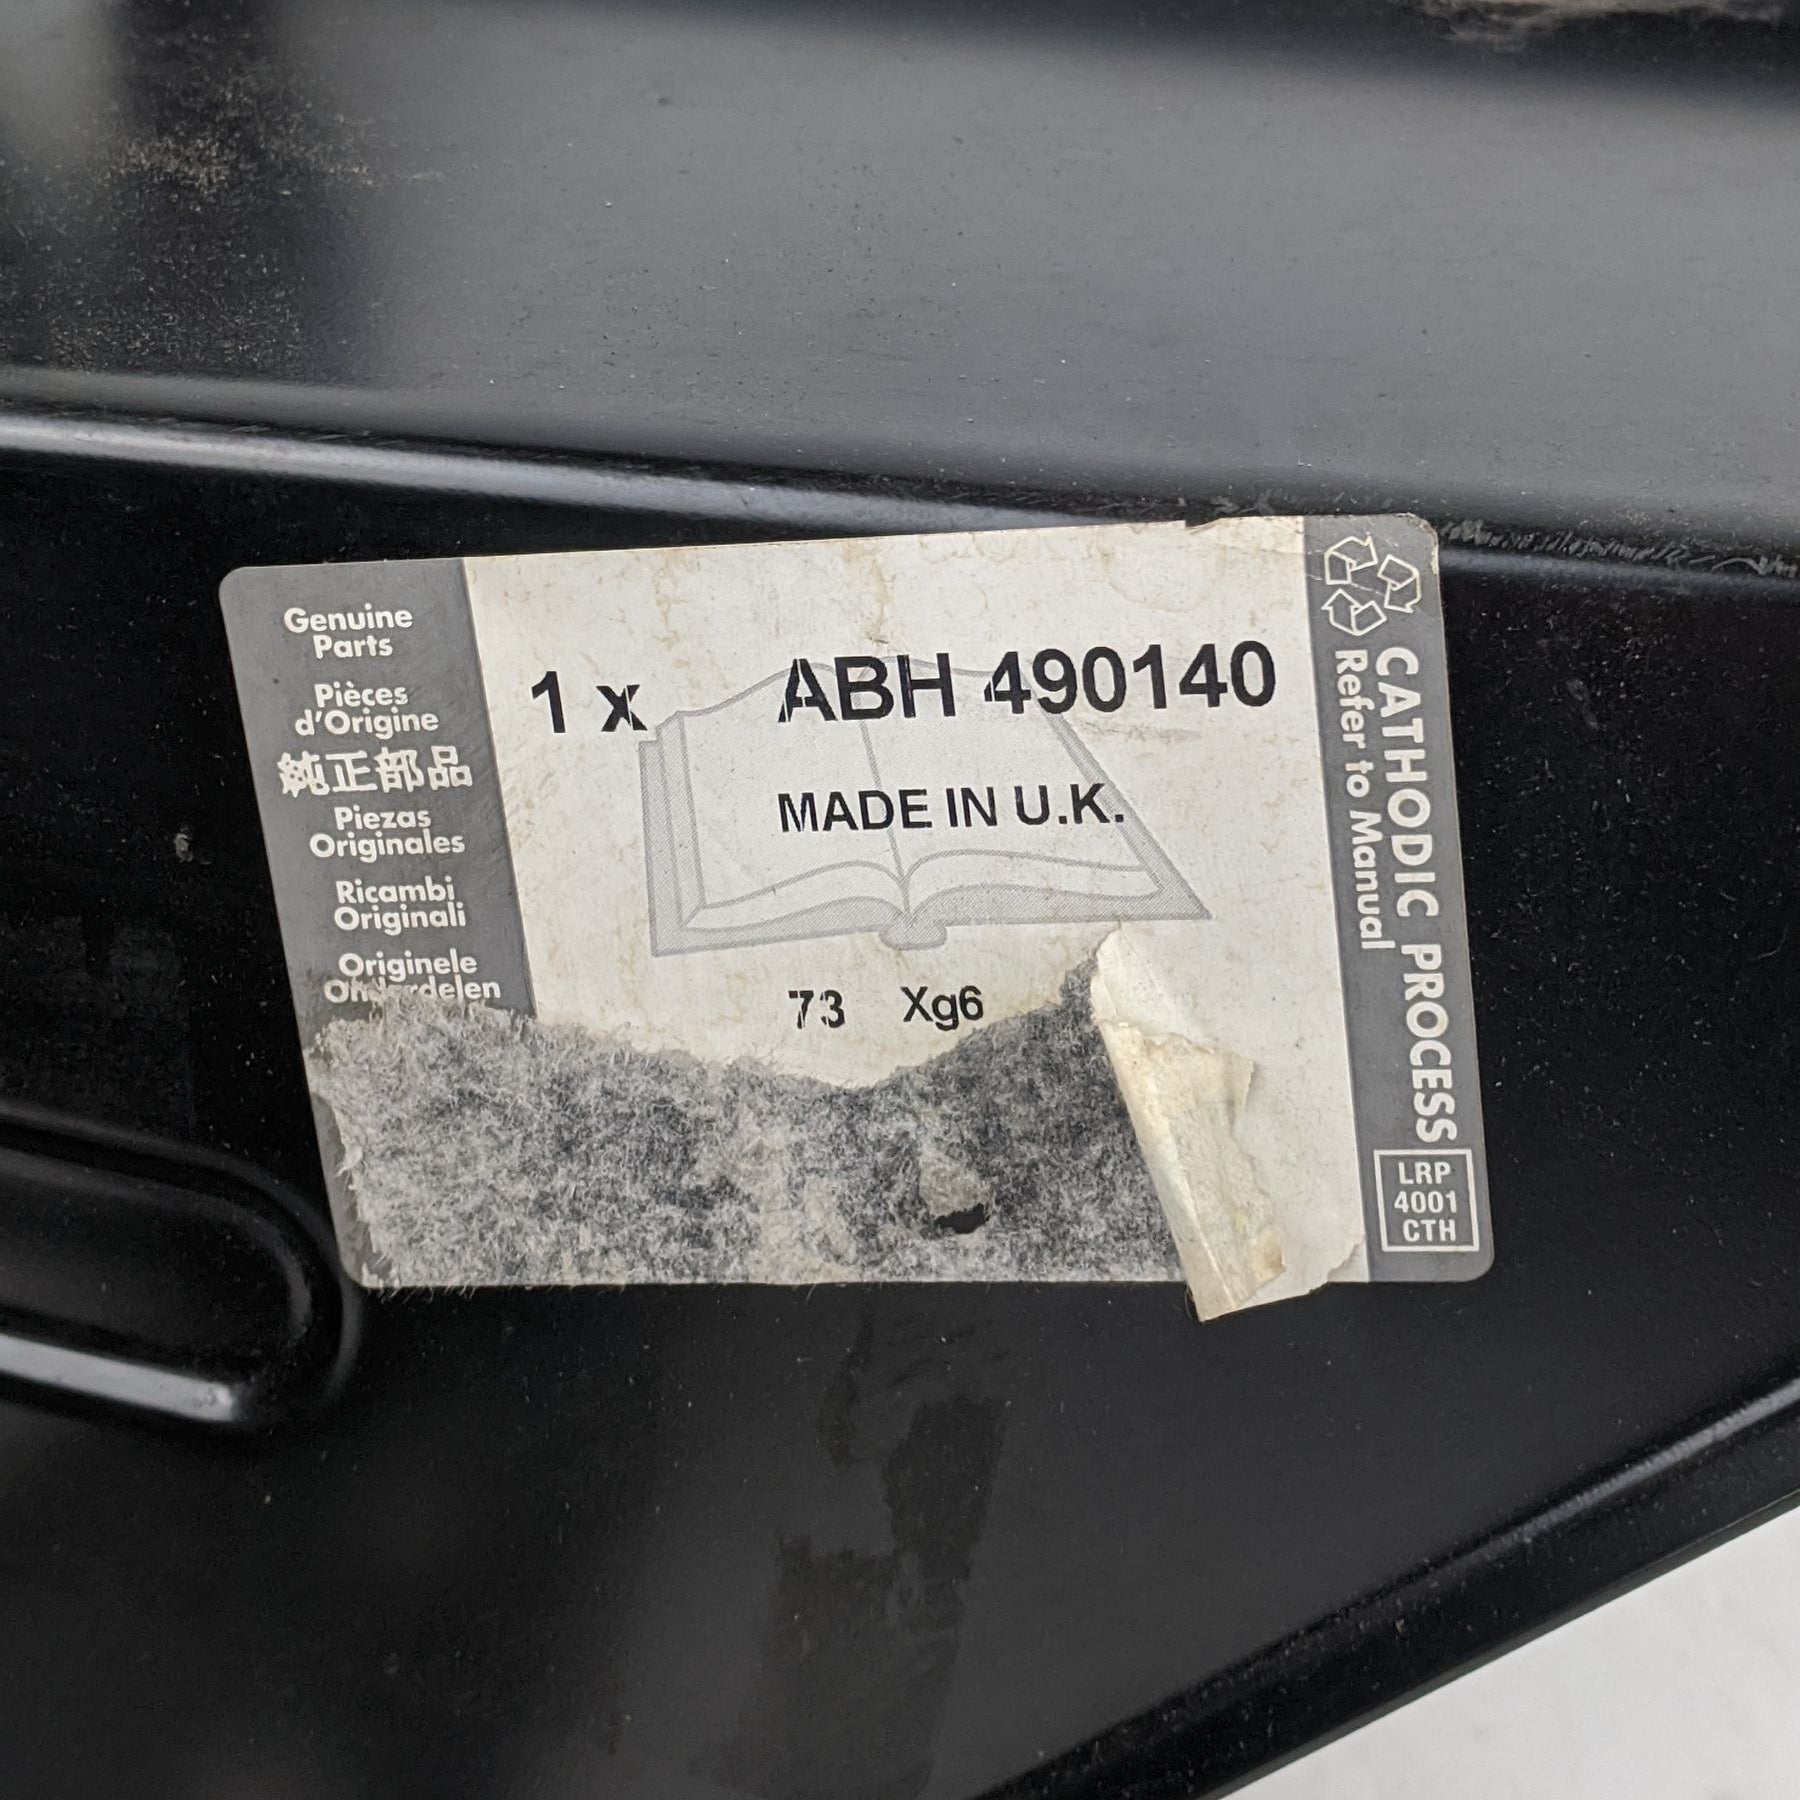 Genuine
Parts
Pièces
d'Origine
純正部品
Piezas
Originales
Ricambi
Originali
Originele
Onderdelen
1 x ABH 490140
MADE IN U.K.
73 Xg6
CATHODIC PROCESS
Refer to Manual
LRP
4001
CTH